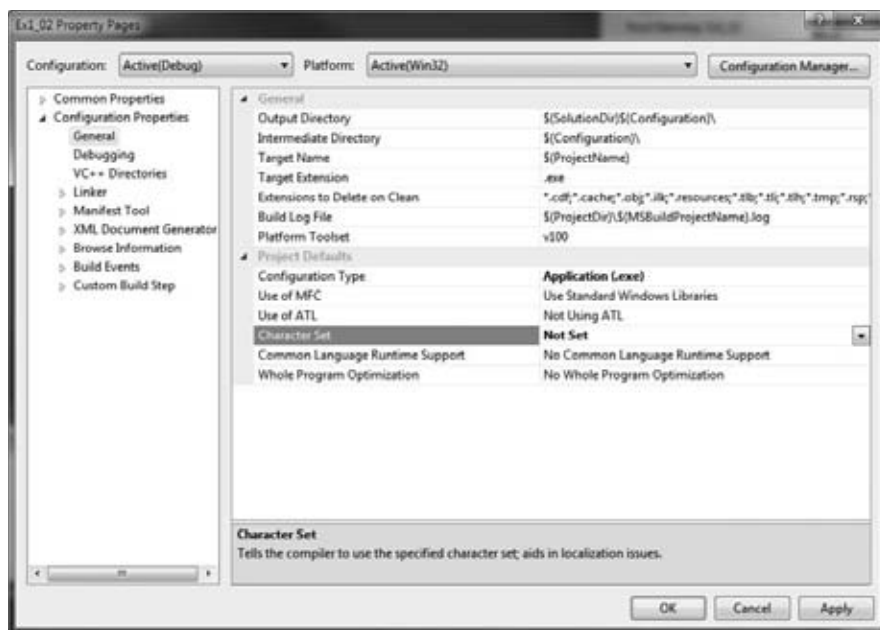 Ex1_02 Property Pages
Configuration: Active(Debug) Platform: Active(Win32) Configuration Manager...
Common Properties
Configuration Properties
General
Debugging
VC++ Directories
Linker
Manifest Tool
XML Document Generator
Browse Information
Build Events
Custom Build Step
General
Output Directory $(SolutionDir)$(Configuration)\
Intermediate Directory $(Configuration)\
Target Name $(ProjectName)
Target Extension .exe
Extensions to Delete on Clean *.cdf;*.cache;*.obj;*.ilk;*.resources;*.tlb;*.tli;*.tlh;*.tmp;*.rsp;*
Build Log File $(ProjectDir)\$(MSBuildProjectName).log
Platform Toolset v100
Project Defaults
Configuration Type Application (.exe)
Use of MFC Use Standard Windows Libraries
Use of ATL Not Using ATL
Character Set Not Set
Common Language Runtime Support No Common Language Runtime Support
Whole Program Optimization No Whole Program Optimization
Character Set
Tells the compiler to use the specified character set; aids in localization issues.
OK Cancel Apply